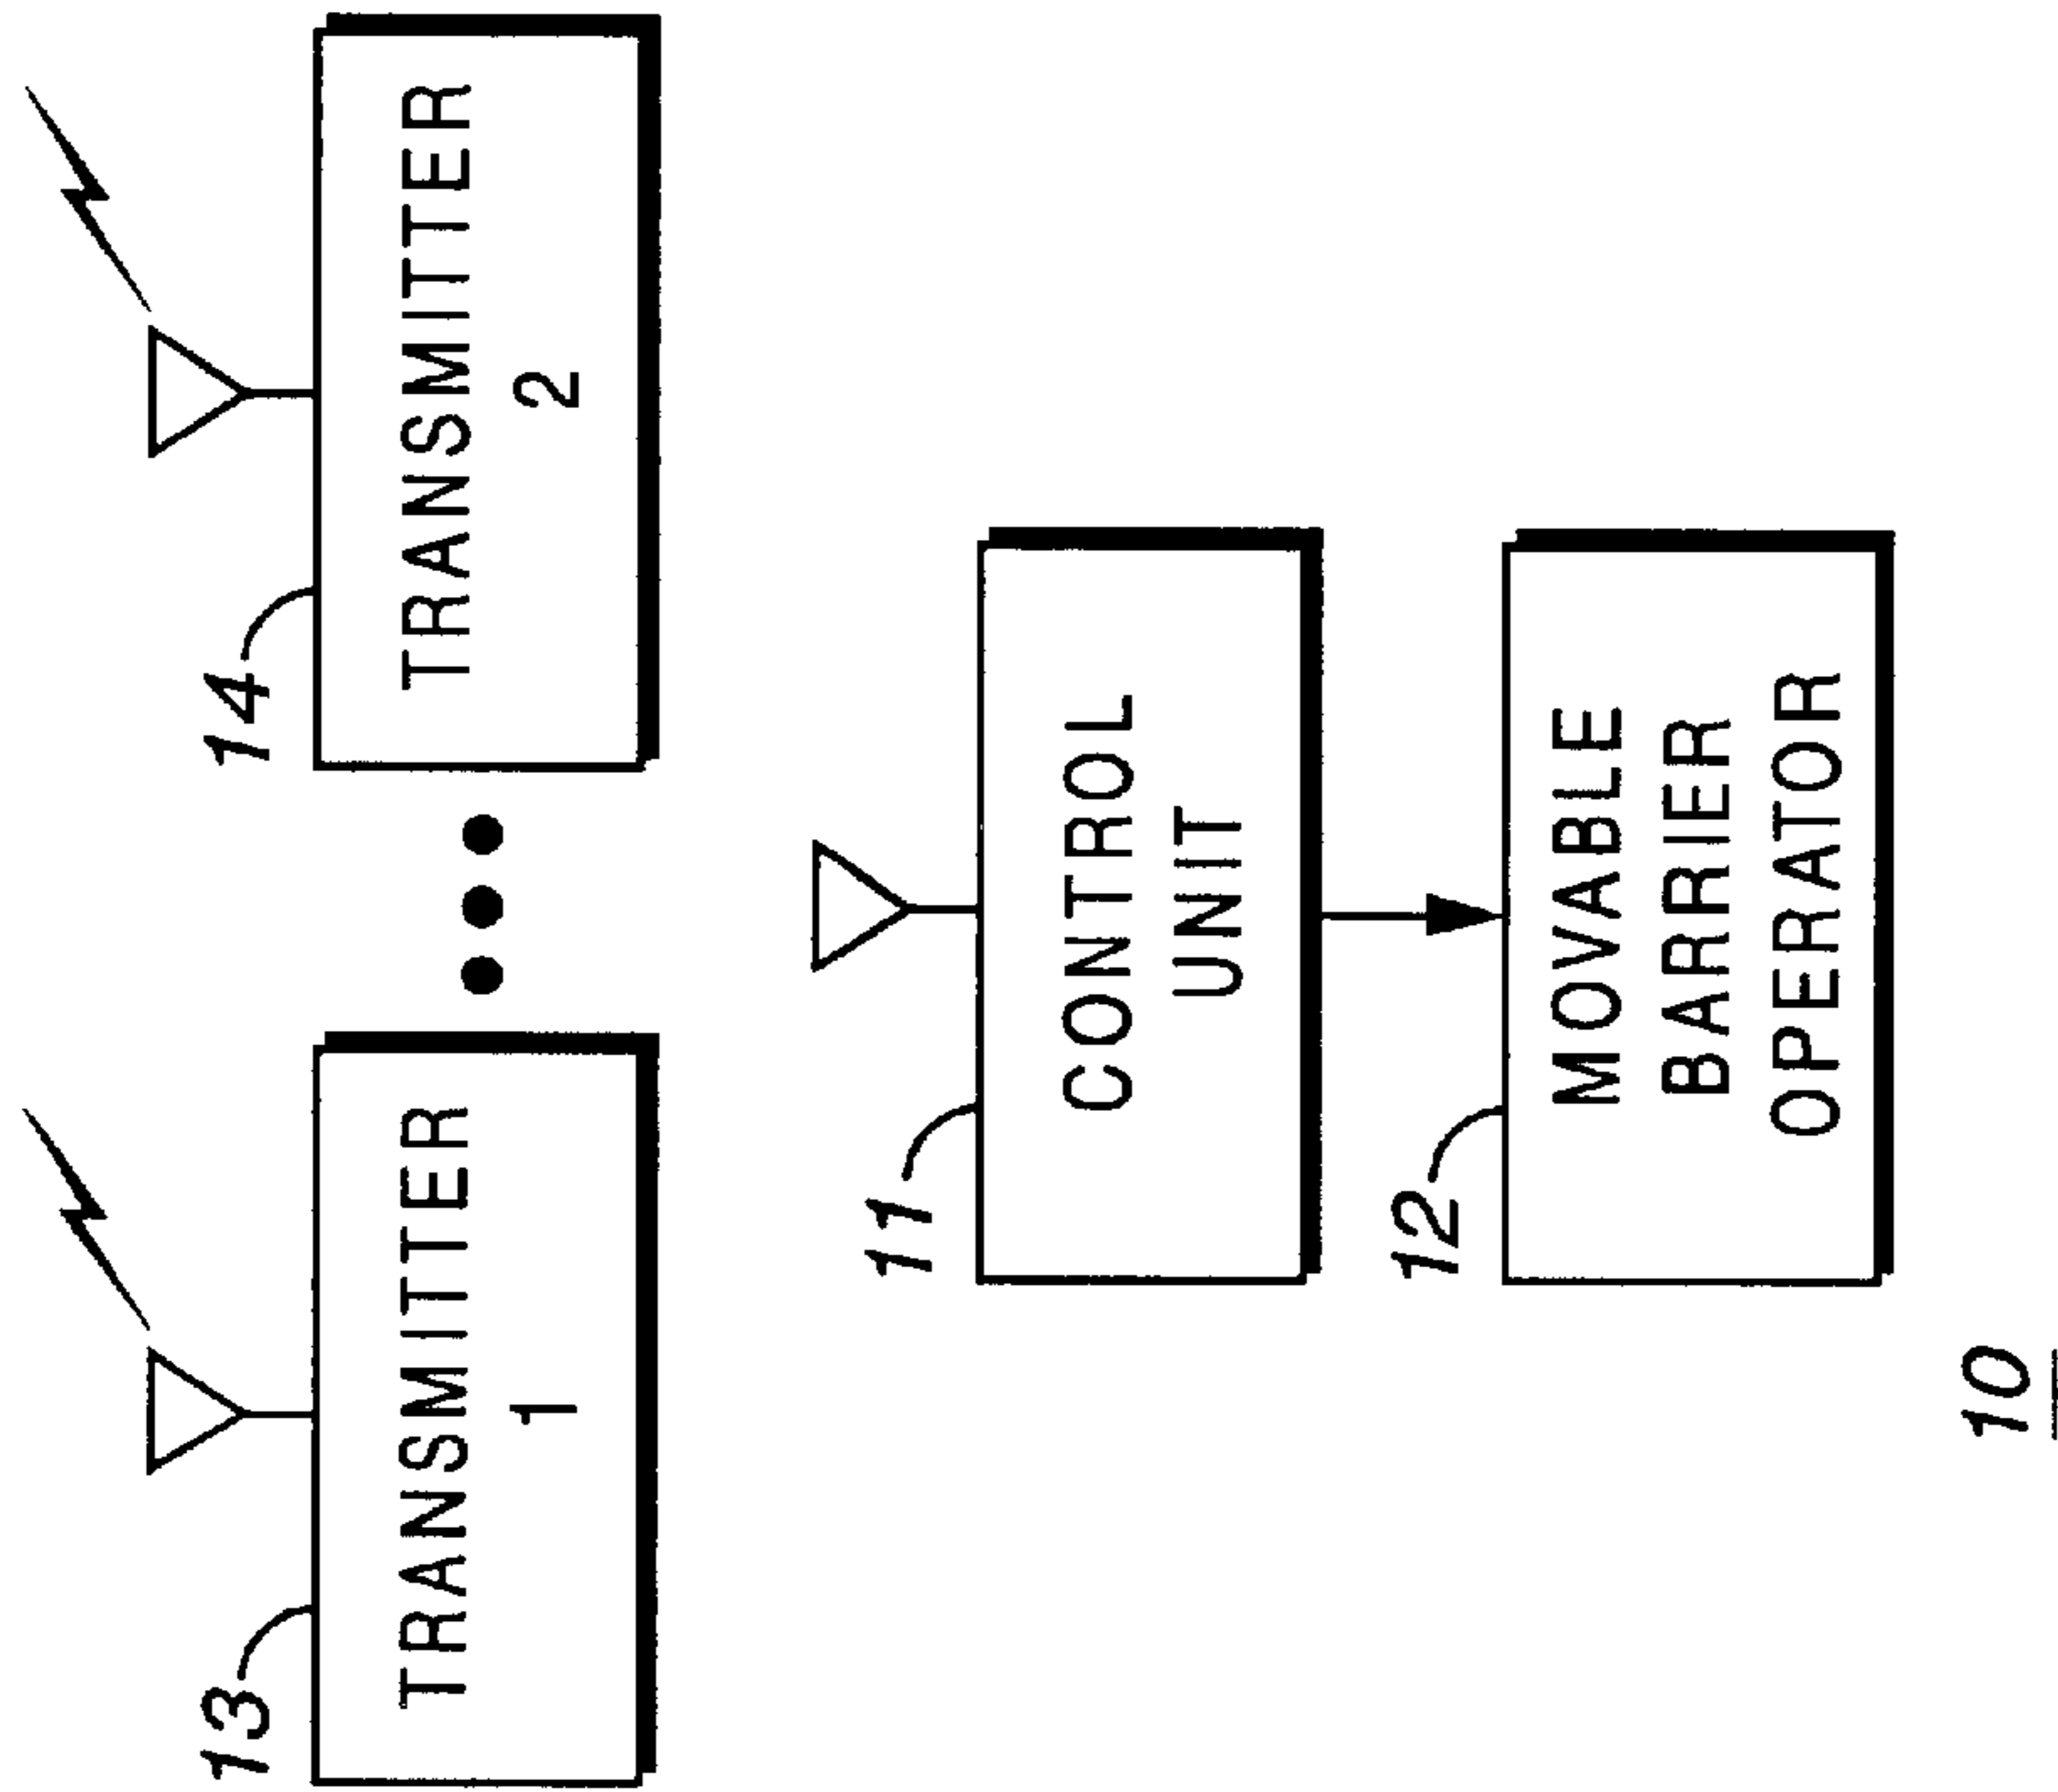 13
TRANSMITTER
1
14
TRANSMITTER
2
11
CONTROL
UNIT
12
MOVABLE
BARRIER
OPERATOR
10